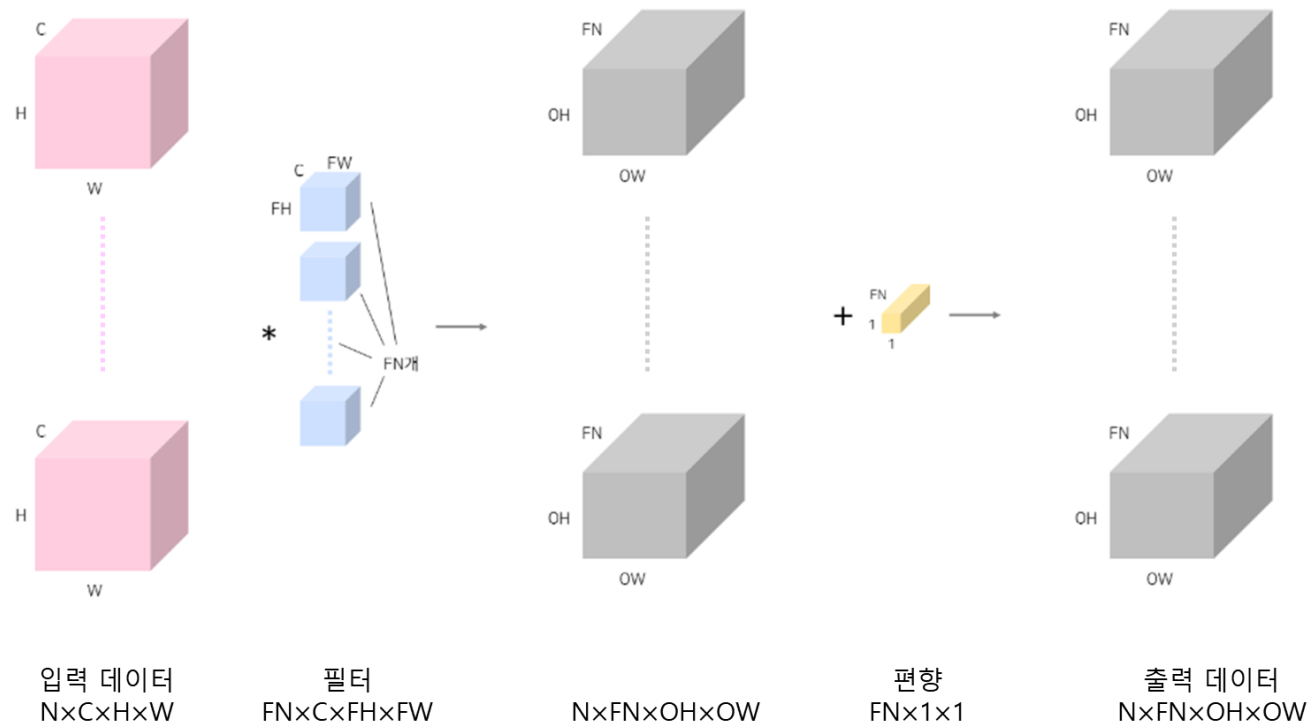 C
H
W
C
FW
FH
*
FN개
C
H
W
FN
OH
OW
FN
OH
OW
+
FN
1
1
FN
OH
OW
FN
OH
OW
입력 데이터
N×C×H×W
필터
FN×C×FH×FW
N×FN×OH×OW
편향
FN×1×1
출력 데이터
N×FN×OH×OW